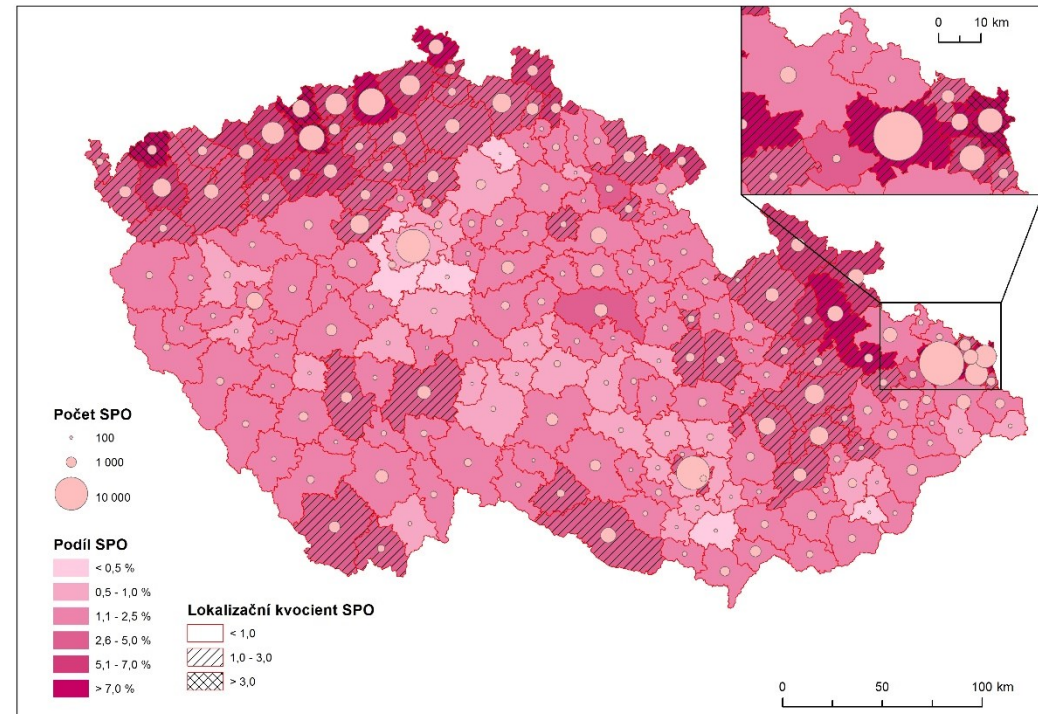 0 10 km
Počet SPO
100
1 000
10 000
Podíl SPO
< 0,5 %
0,5 - 1,0 %
1,1 - 2,5 %
2,6 - 5,0 %
5,1 - 7,0 %
> 7,0 %
Lokalizační kvocient SPO
< 1,0
1,0 - 3,0
> 3,0
0 50 100 km